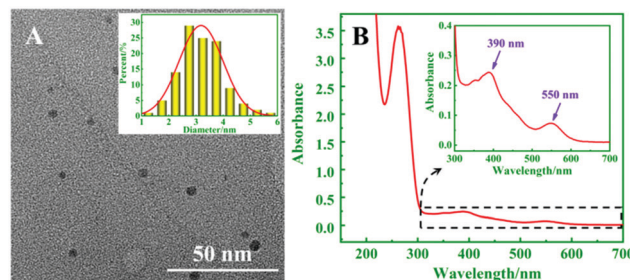 A
Percent/%
30
25
20
15
10
5
0
1 2 3 4 5 6
Diameter/nm
50 nm
B
Absorbance
3.5
3.0
2.5
2.0
1.5
1.0
0.5
0.0
200 300 400 500 600 700
Wavelength/nm
Absorbance
0.4
0.3
0.2
0.1
0.0
390 nm
550 nm
300 400 500 600 700
Wavelength/nm